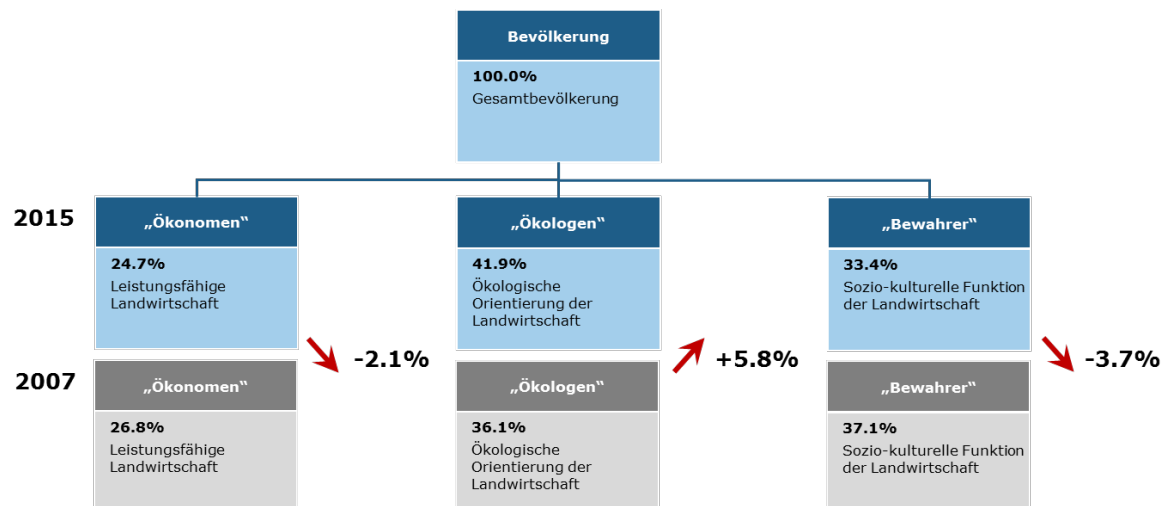 Bevölkerung
100.0%
Gesamtbevölkerung
2015
„Ökonomen“
24.7%
Leistungsfähige
Landwirtschaft
„Ökologen“
41.9%
Ökologische
Orientierung der
Landwirtschaft
„Bewahrer“
33.4%
Sozio-kulturelle Funktion
der Landwirtschaft
-2.1%
+5.8%
-3.7%
2007
„Ökonomen“
26.8%
Leistungsfähige
Landwirtschaft
„Ökologen“
36.1%
Ökologische
Orientierung der
Landwirtschaft
„Bewahrer“
37.1%
Sozio-kulturelle Funktion
der Landwirtschaft